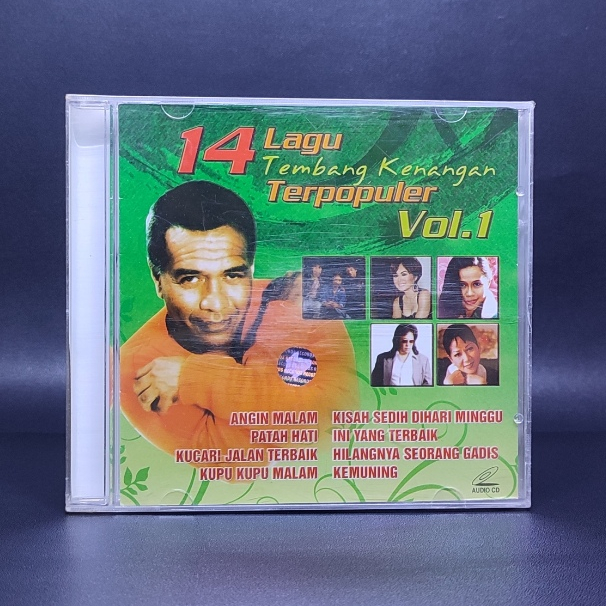 14 Lagu
Tembang Kenangan
Terpopuler
Vol.1
ANGIN MALAM
PATAH HATI
KUCARI JALAN TERBAIK
KUPU KUPU MALAM
KISAH SEDIH DIHARI MINGGU
INI YANG TERBAIK
HILANGNYA SEORANG GADIS
KEMUNING
AUDIO CD